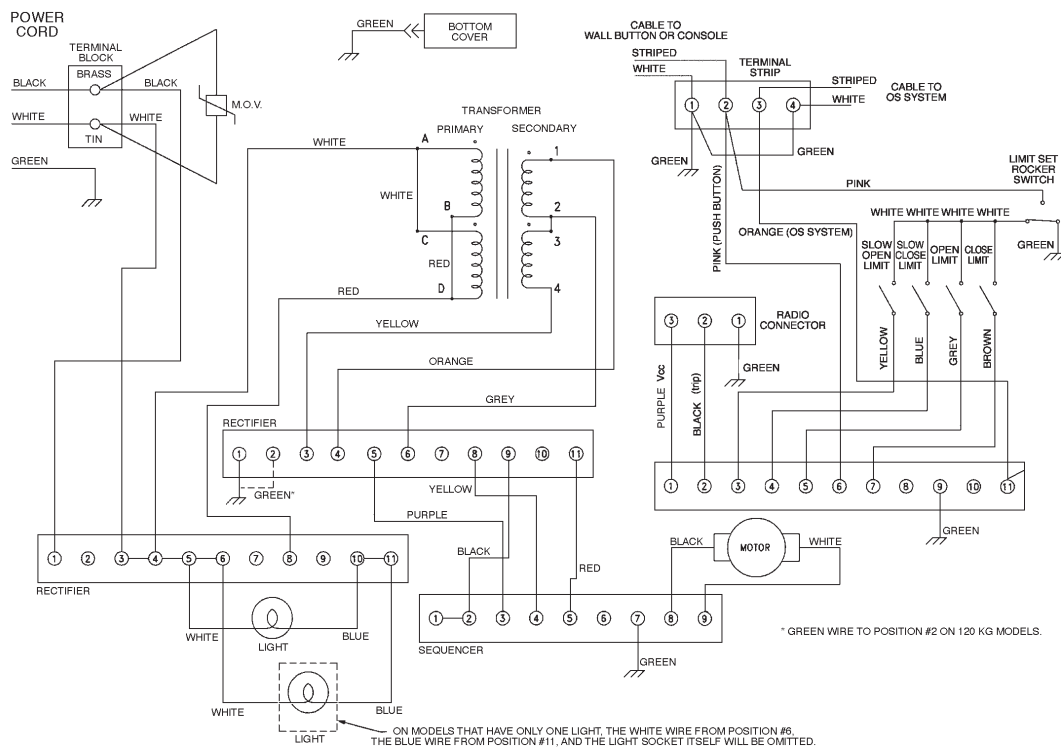 POWER
CORD
TERMINAL
BLOCK
BRASS
BLACK
BLACK
WHITE
WHITE
TIN
GREEN
M.O.V.
GREEN
BOTTOM
COVER
TRANSFORMER
PRIMARY
SECONDARY
WHITE
A
1
WHITE
B
2
C
3
RED
D
4
RED
YELLOW
ORANGE
GREY
CABLE TO
WALL BUTTON OR CONSOLE
STRIPED
WHITE
TERMINAL
STRIP
STRIPED
WHITE
CABLE TO
OS SYSTEM
1 2 3 4
GREEN
GREEN
PINK
LIMIT SET
ROCKER
SWITCH
PINK (PUSH BUTTON)
WHITE WHITE WHITE WHITE
ORANGE (OS SYSTEM)
GREEN
SLOW
OPEN
LIMIT
SLOW
CLOSE
LIMIT
OPEN
LIMIT
CLOSE
LIMIT
3 2 1
RADIO
CONNECTOR
GREEN
YELLOW
BLUE
GREY
BROWN
PURPLE Vcc
BLACK (trip)
1 2 3 4 5 6 7 8 9 10 11
GREEN
RECTIFIER
1 2 3 4 5 6 7 8 9 10 11
GREEN*
YELLOW
PURPLE
BLACK
RED
1 2 3 4 5 6 7 8 9 10 11
RECTIFIER
WHITE
BLUE
LIGHT
WHITE
BLUE
LIGHT
BLACK
MOTOR
WHITE
1 2 3 4 5 6 7 8 9
SEQUENCER
GREEN
* GREEN WIRE TO POSITION #2 ON 120 KG MODELS.
ON MODELS THAT HAVE ONLY ONE LIGHT, THE WHITE WIRE FROM POSITION #6,
THE BLUE WIRE FROM POSITION #11, AND THE LIGHT SOCKET ITSELF WILL BE OMITTED.